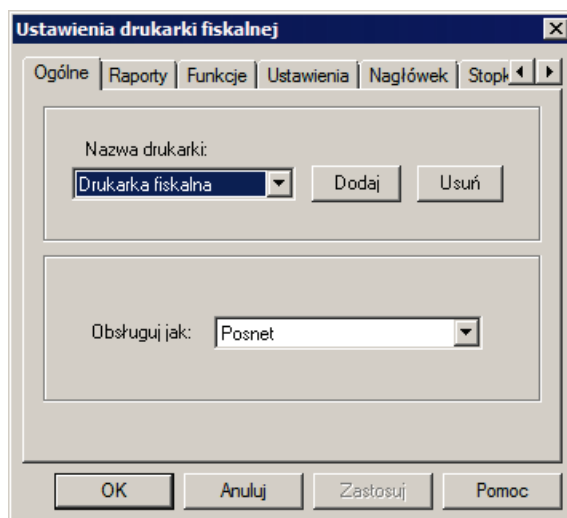 Ustawienia drukarki fiskalnej
Ogólne Raporty Funkcje Ustawienia Nagłówek
Nazwa drukarki:
Drukarka fiskalna Dodaj Usuń
Obsługuj jak: Posnet
OK Anuluj Zastosuj Pomoc